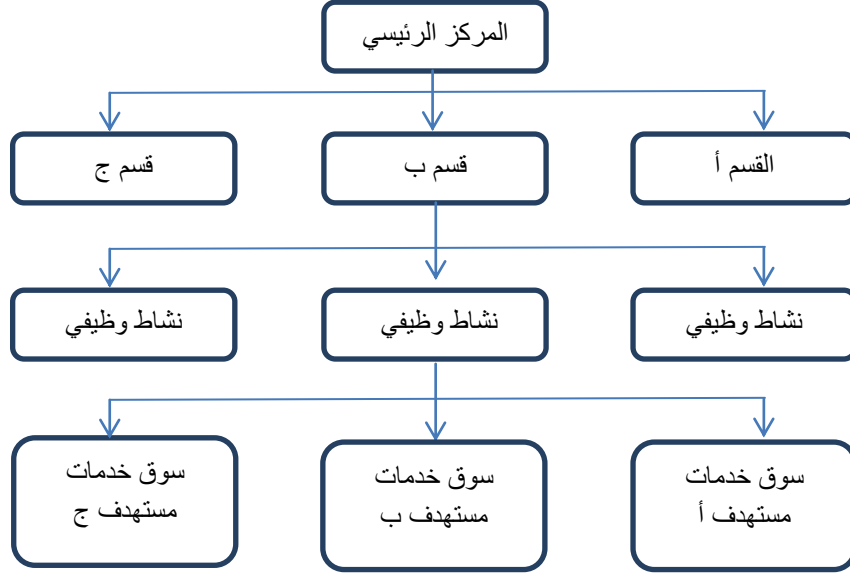 المركز الرئيسي
القسم أ
قسم ب
قسم ج
نشاط وظيفي
نشاط وظيفي
نشاط وظيفي
سوق خدمات
مستهدف أ
سوق خدمات
مستهدف ب
سوق خدمات
مستهدف ج